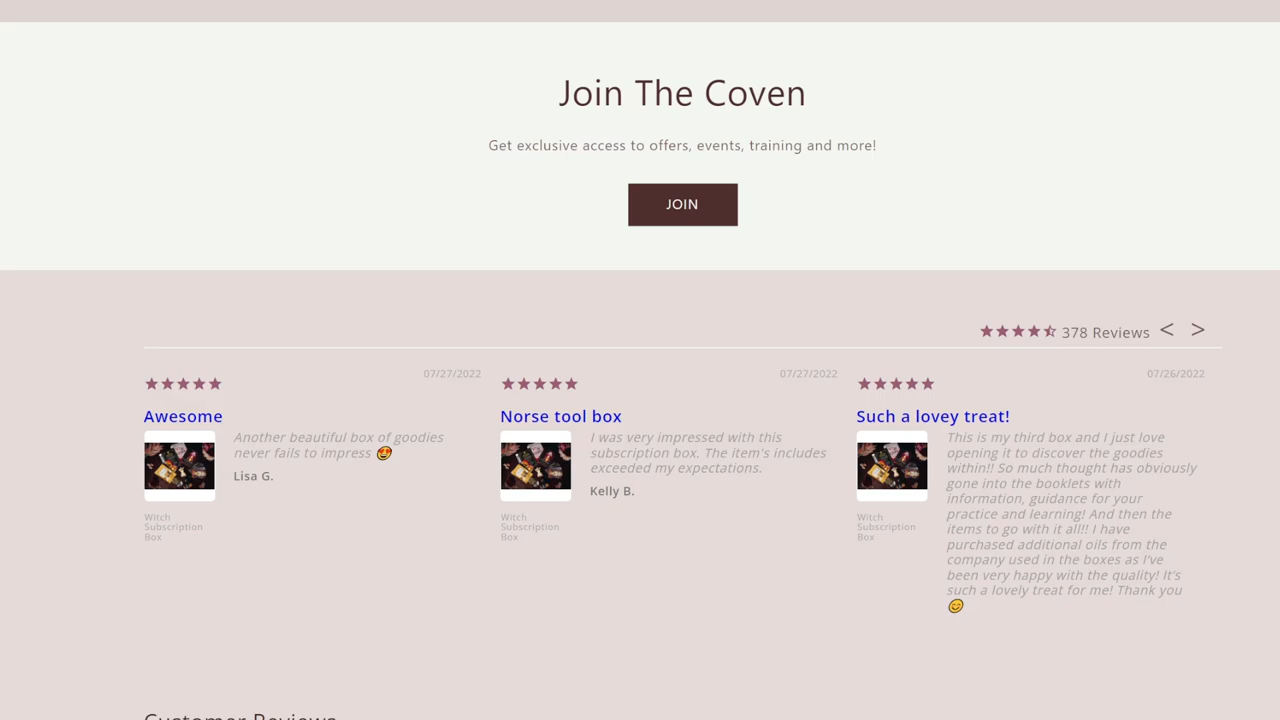 Join The Coven
Get exclusive access to offers, events, training and more!
JOIN
378 Reviews < >
07/27/2022
Awesome
Another beautiful box of goodies
never fails to impress 😍
Lisa G.
Witch
Subscription
Box
07/27/2022
Norse tool box
I was very impressed with this
subscription box. The item's includes
exceeded my expectations.
Kelly B.
Witch
Subscription
Box
07/26/2022
Such a lovey treat!
This is my third box and I just love
opening it to discover the goodies
within!! So much thought has obviously
gone into the booklets with
information, guidance for your
practice and learning! And then the
items to go with it all!! I have
purchased additional oils from the
company used in the boxes as I've
been very happy with the quality! It's
such a lovely treat for me! Thank you
😊
Witch
Subscription
Box
Customer Reviews